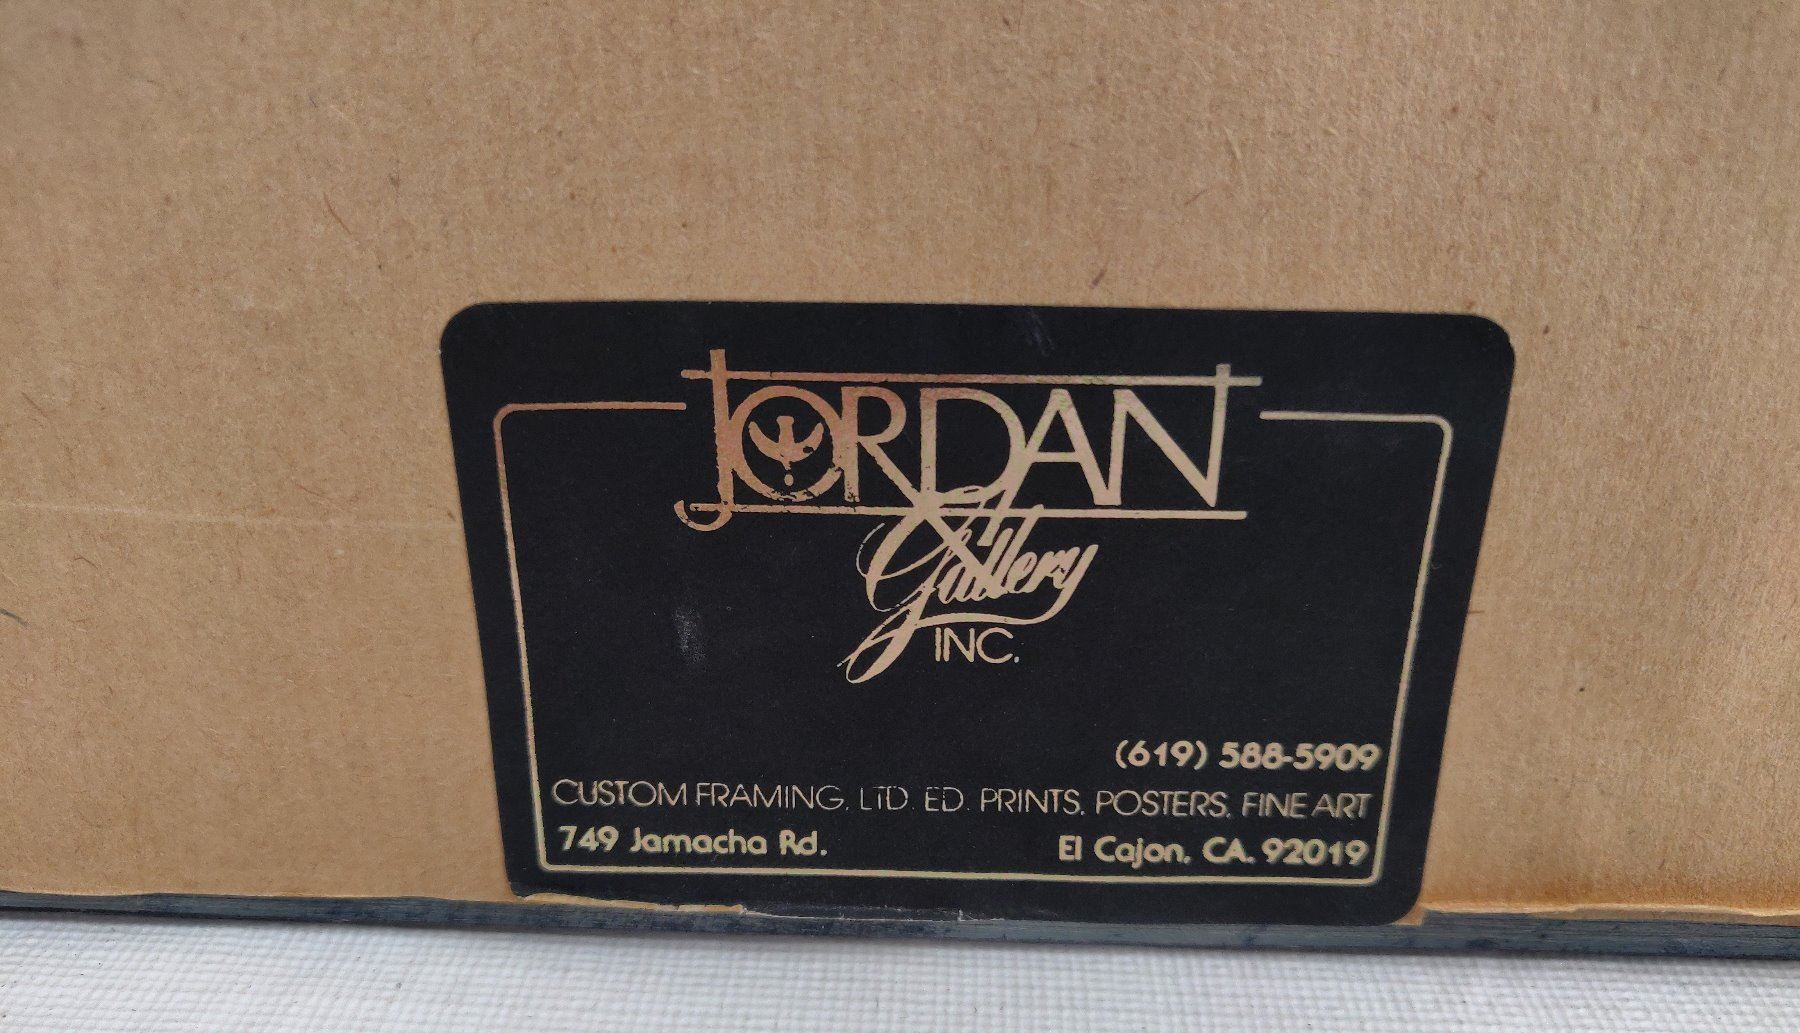 JORDAN
Gallery
INC.
(619) 588-5909
CUSTOM FRAMING, LTD. ED. PRINTS, POSTERS, FINE ART
749 Jamacha Rd. El Cajon, CA. 92019